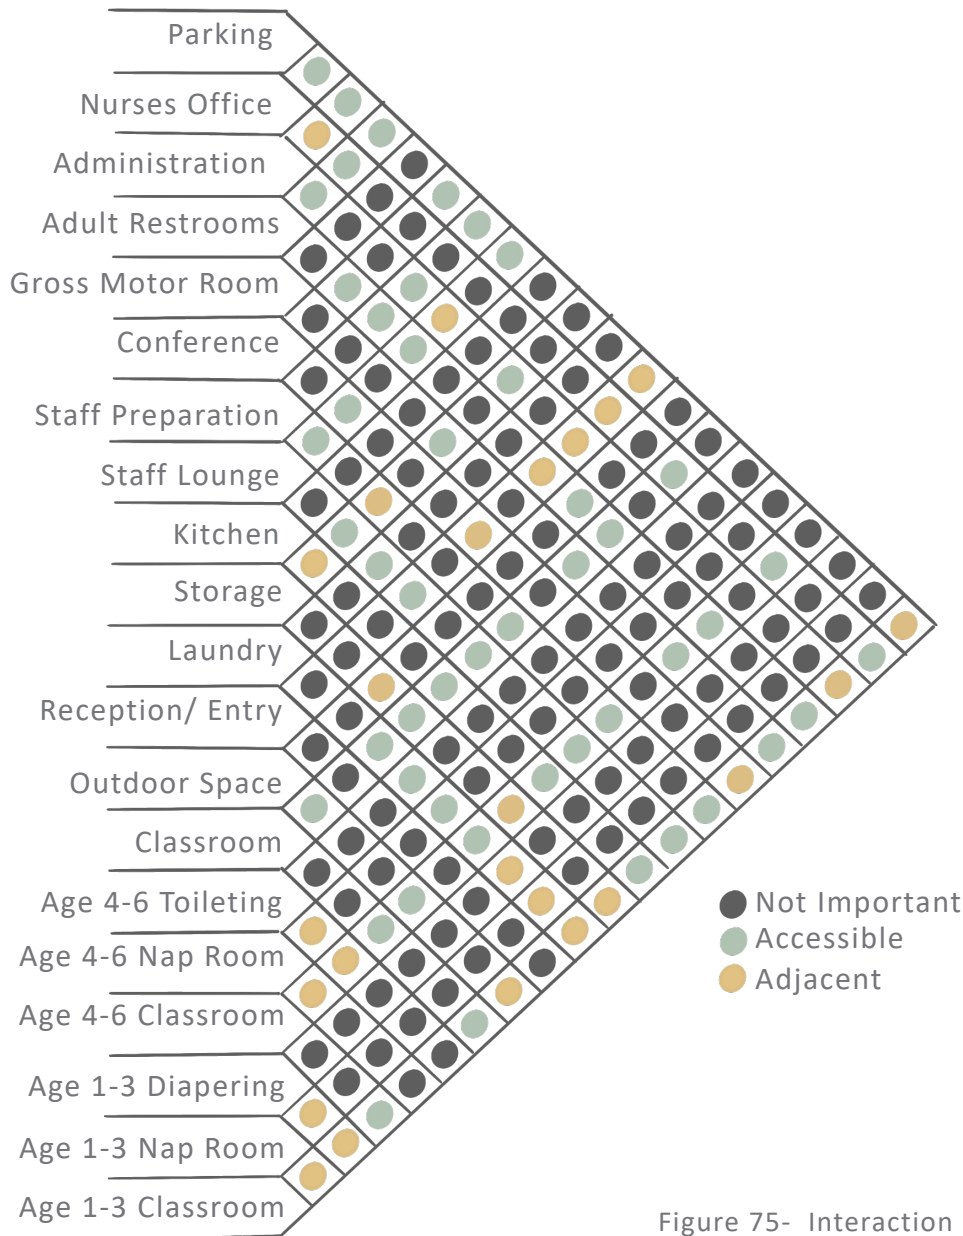 Parking
Nurses Office
Administration
Adult Restrooms
Gross Motor Room
Conference
Staff Preparation
Staff Lounge
Kitchen
Storage
Laundry
Reception/ Entry
Outdoor Space
Classroom
Age 4-6 Toileting
Age 4-6 Nap Room
Age 4-6 Classroom
Age 1-3 Diapering
Age 1-3 Nap Room
Age 1-3 Classroom
Not Important
Accessible
Adjacent
Figure 75- Interaction